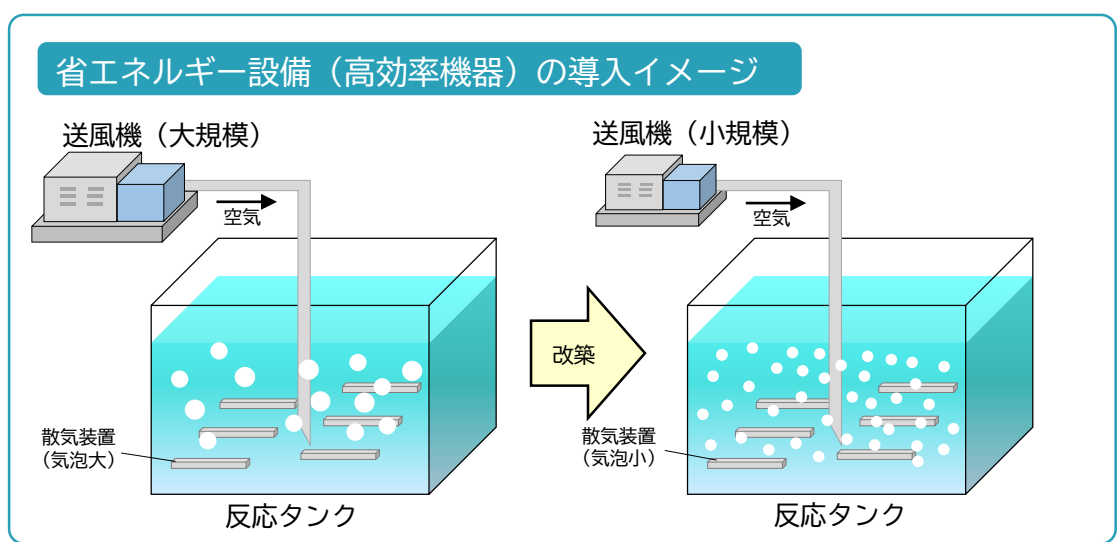 省エネルギー設備（高効率機器）の導入イメージ
送風機（大規模）
空気
散気装置
（気泡大）
反応タンク
改築
送風機（小規模）
空気
散気装置
（気泡小）
反応タンク